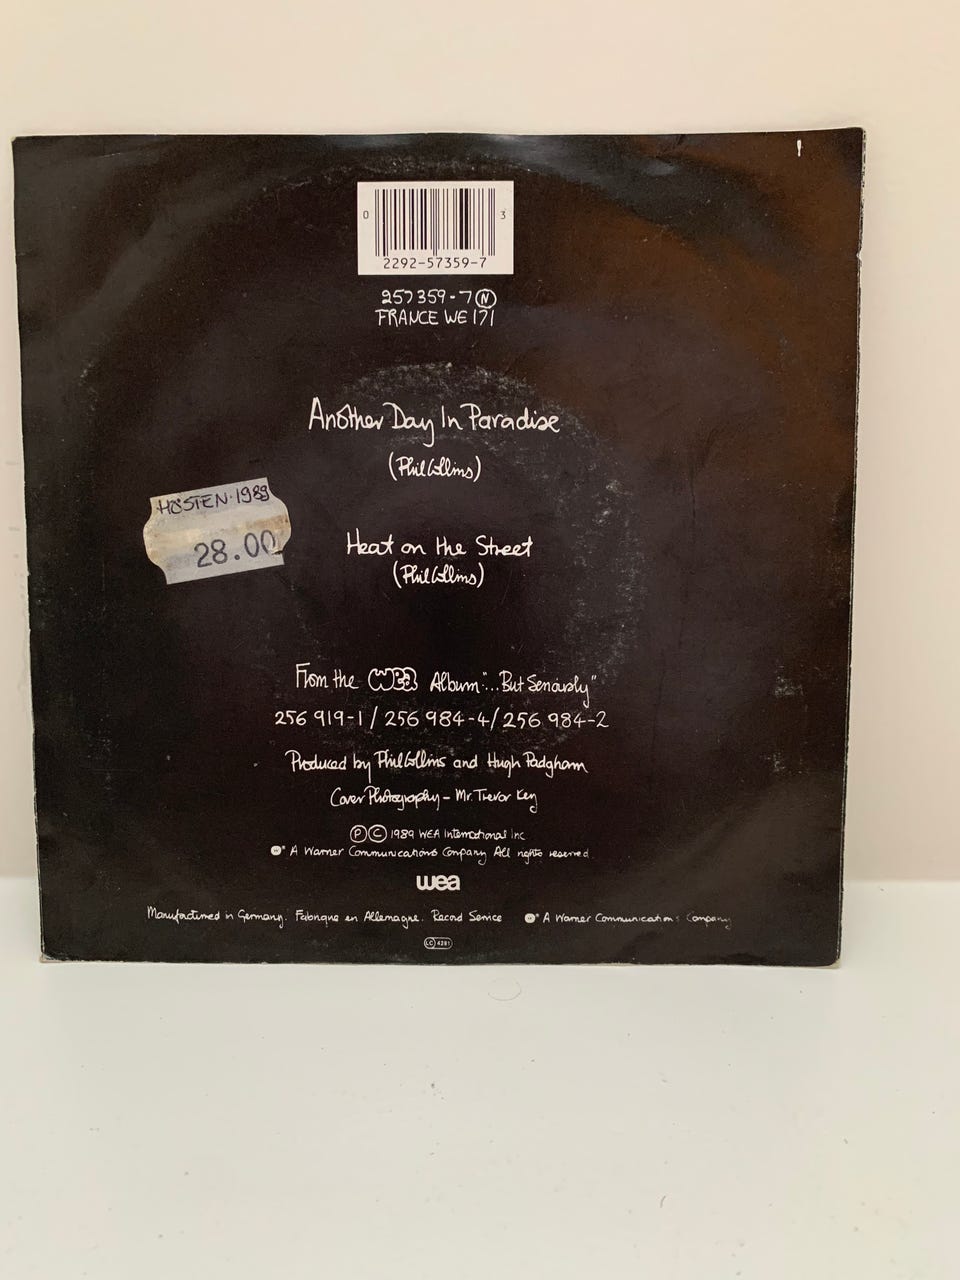 0 3
2292-57359-7
257 359-7 Ⓝ
FRANCE WE 171
Another Day In Paradise
(Phil Collins)
HÖSTEN·1989
28.00
Heat on the Street
(Phil Collins)
From the wea Album "...But Seriously"
256 919-1 / 256 984-4 / 256 984-2
Produced by Phil Collins and Hugh Padgham
Cover Photography - Mr. Trevor Key
Ⓟ Ⓒ 1989 WEA International Inc
A Warner Communications Company All rights reserved.
wea
Manufactured in Germany. Fabriqué en Allemagne. Record Service A Warner Communications Company
LC 4281